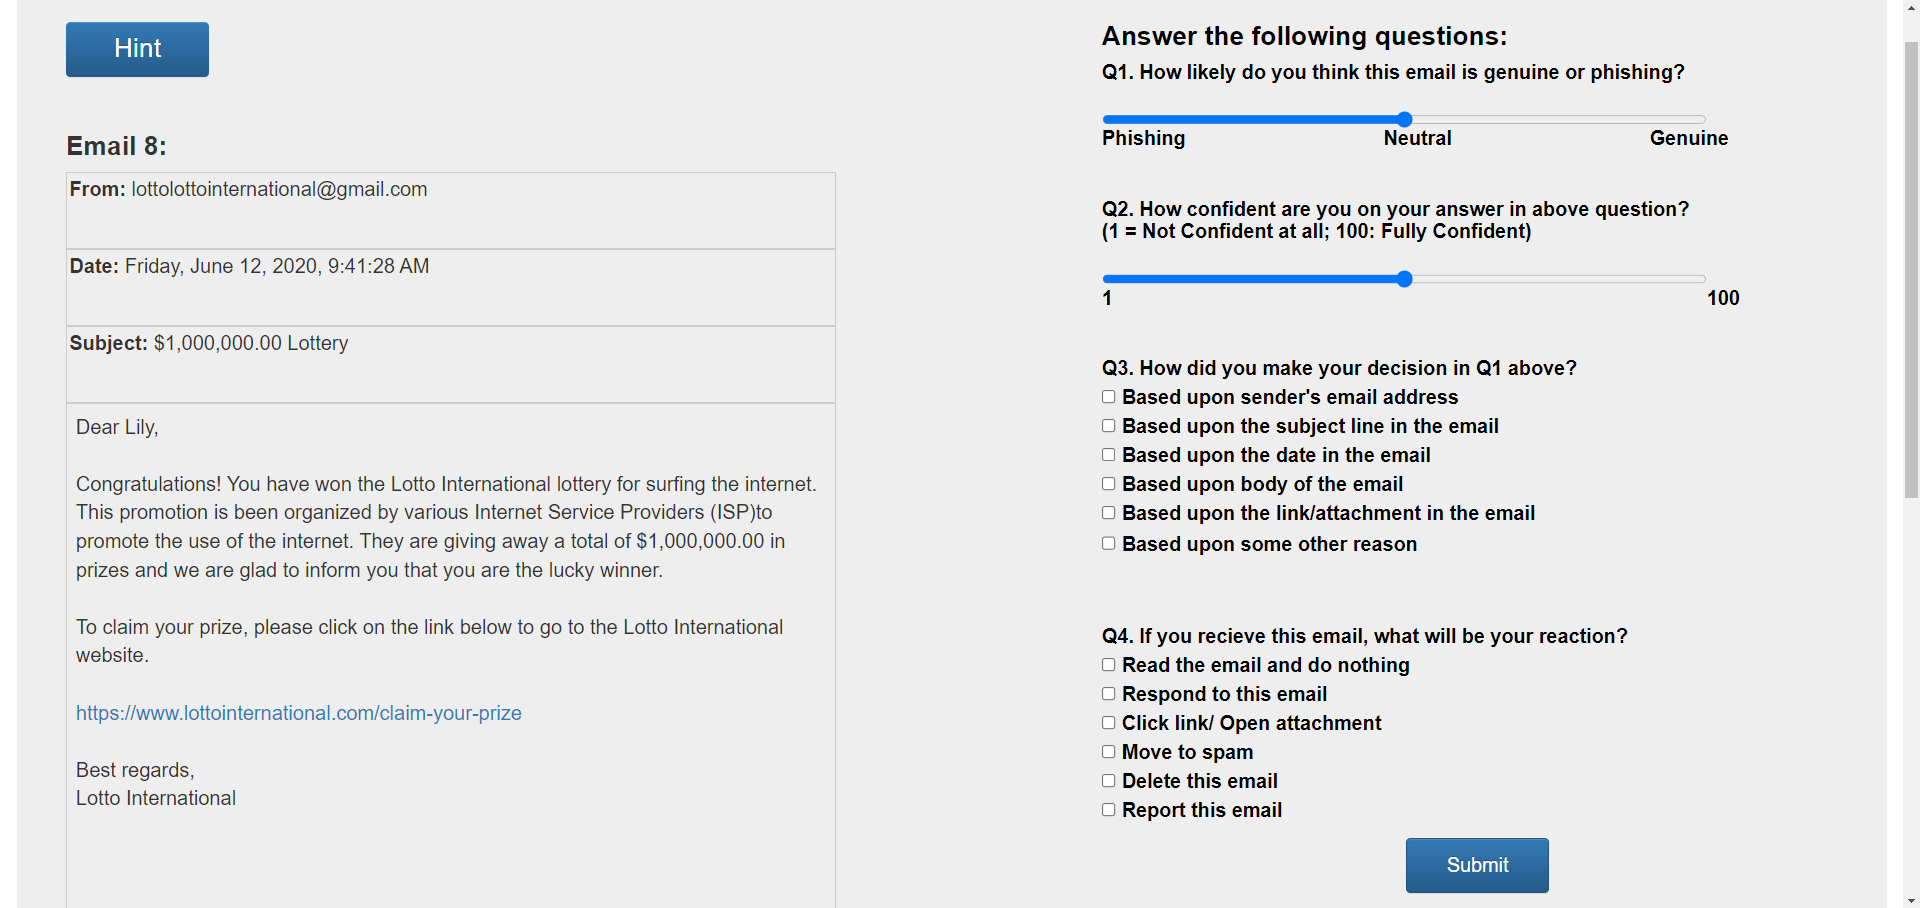 Hint
Email 8:
From: lottolottointernational@gmail.com
Date: Friday, June 12, 2020, 9:41:28 AM
Subject: $1,000,000.00 Lottery
Dear Lily,
Congratulations! You have won the Lotto International lottery for surfing the internet.
This promotion is been organized by various Internet Service Providers (ISP)to
promote the use of the internet. They are giving away a total of $1,000,000.00 in
prizes and we are glad to inform you that you are the lucky winner.
To claim your prize, please click on the link below to go to the Lotto International
website.
https://www.lottointernational.com/claim-your-prize
Best regards,
Lotto International
Answer the following questions:
Q1. How likely do you think this email is genuine or phishing?
Phishing Neutral Genuine
Q2. How confident are you on your answer in above question?
(1 = Not Confident at all; 100: Fully Confident)
1 100
Q3. How did you make your decision in Q1 above?
Based upon sender's email address
Based upon the subject line in the email
Based upon the date in the email
Based upon body of the email
Based upon the link/attachment in the email
Based upon some other reason
Q4. If you recieve this email, what will be your reaction?
Read the email and do nothing
Respond to this email
Click link/ Open attachment
Move to spam
Delete this email
Report this email
Submit